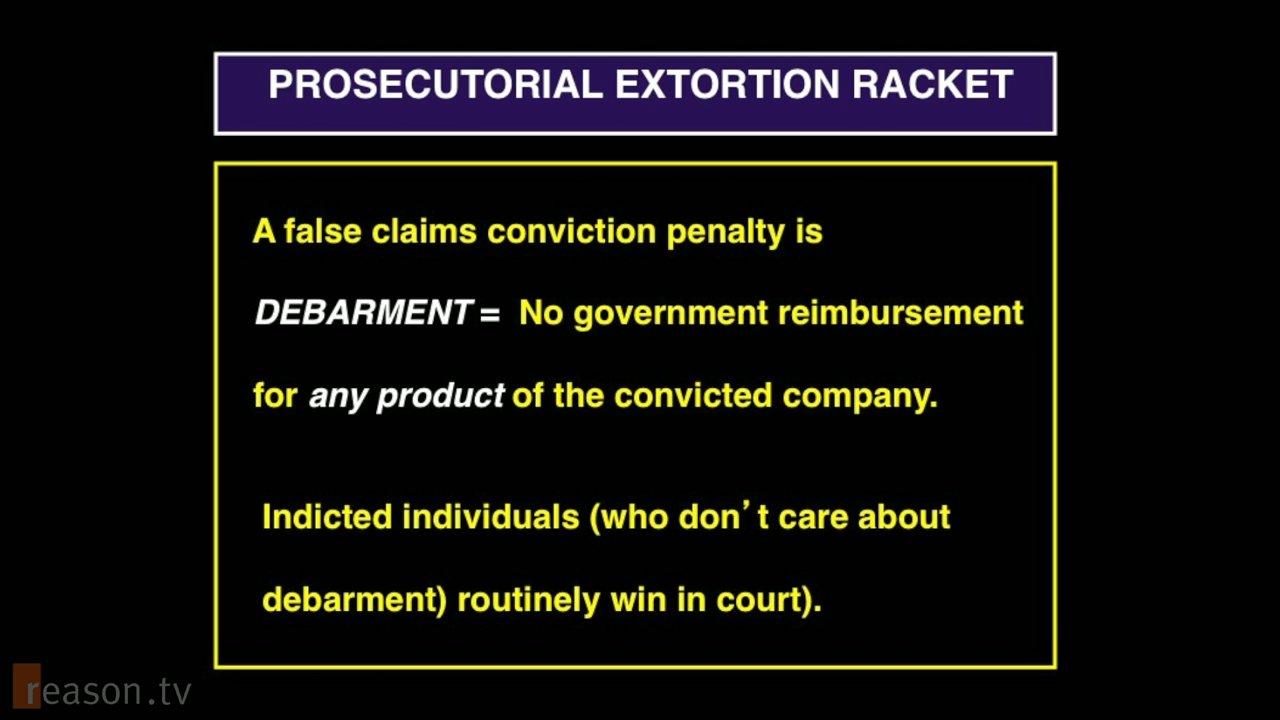 PROSECUTORIAL EXTORTION RACKET
A false claims conviction penalty is
DEBARMENT = No government reimbursement
for any product of the convicted company.
Indicted individuals (who don’t care about
debarment) routinely win in court).
reason.tv